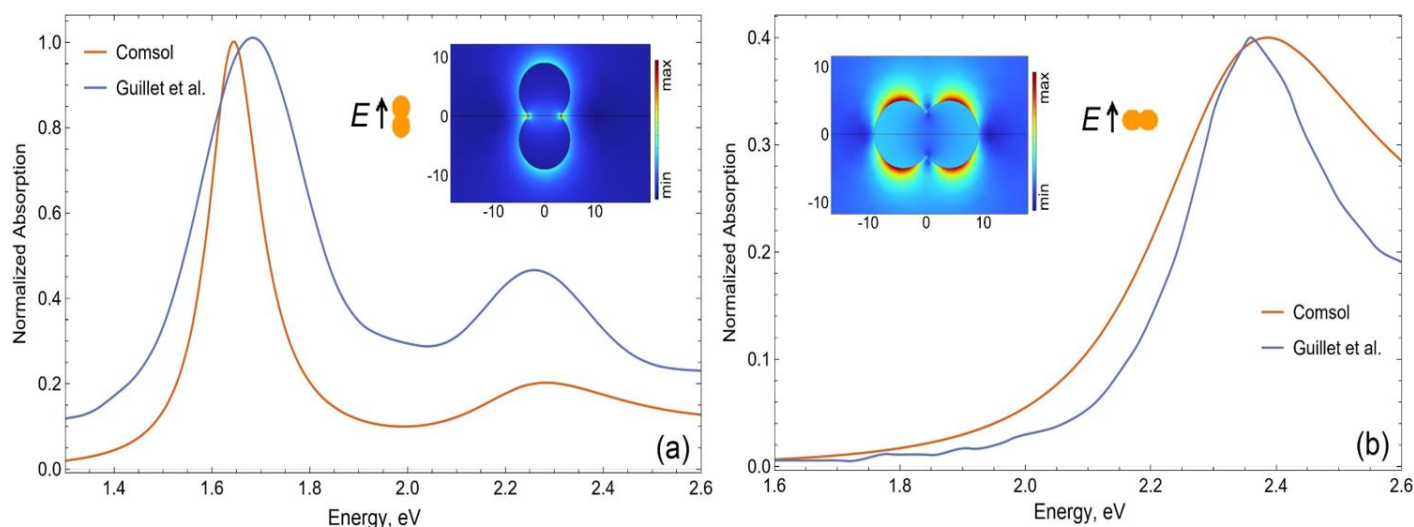 Comsol
Guillet et al.
E
max
min
10
0
-10
-10 0 10
1.0
0.8
0.6
0.4
0.2
0.0
Normalized Absorption
1.4 1.6 1.8 2.0 2.2 2.4 2.6
Energy, eV
(a)
0.4
0.3
0.2
0.1
0.0
Normalized Absorption
10
0
-10
-10 0 10
max
min
E
Comsol
Guillet et al.
(b)
1.6 1.8 2.0 2.2 2.4 2.6
Energy, eV